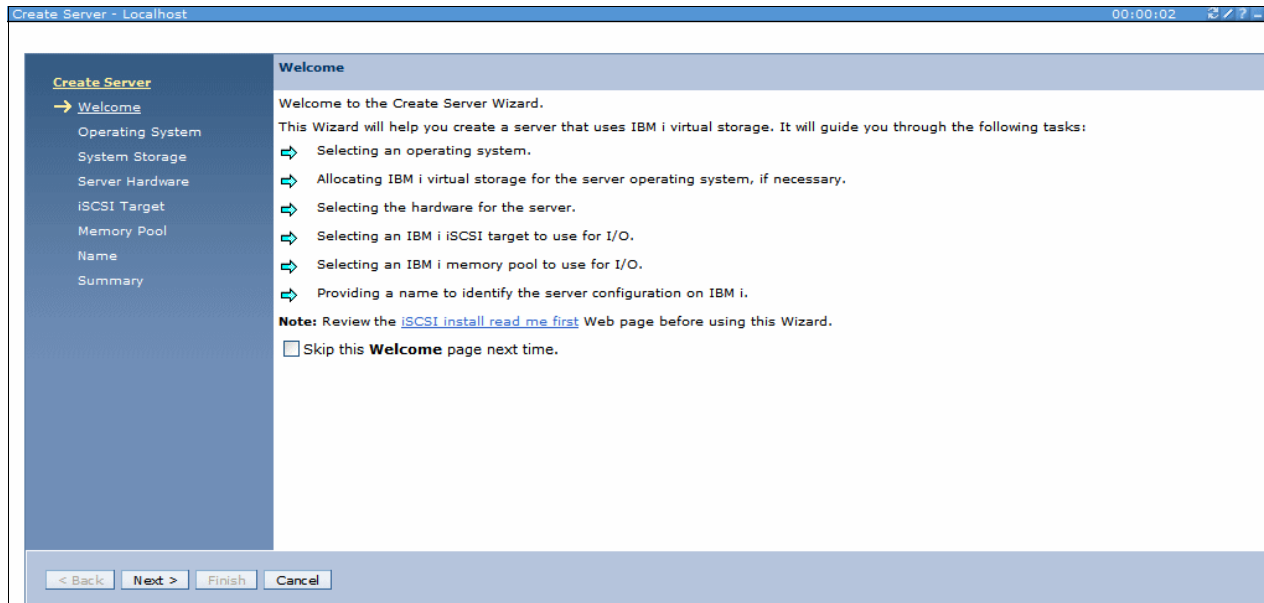 Create Server - Localhost 00:00:02 ? –
Create Server
Welcome
Operating System
System Storage
Server Hardware
iSCSI Target
Memory Pool
Name
Summary
Welcome
Welcome to the Create Server Wizard.
This Wizard will help you create a server that uses IBM i virtual storage. It will guide you through the following tasks:
Selecting an operating system.
Allocating IBM i virtual storage for the server operating system, if necessary.
Selecting the hardware for the server.
Selecting an IBM i iSCSI target to use for I/O.
Selecting an IBM i memory pool to use for I/O.
Providing a name to identify the server configuration on IBM i.
Note: Review the iSCSI install read me first Web page before using this Wizard.
Skip this Welcome page next time.
< Back Next > Finish Cancel